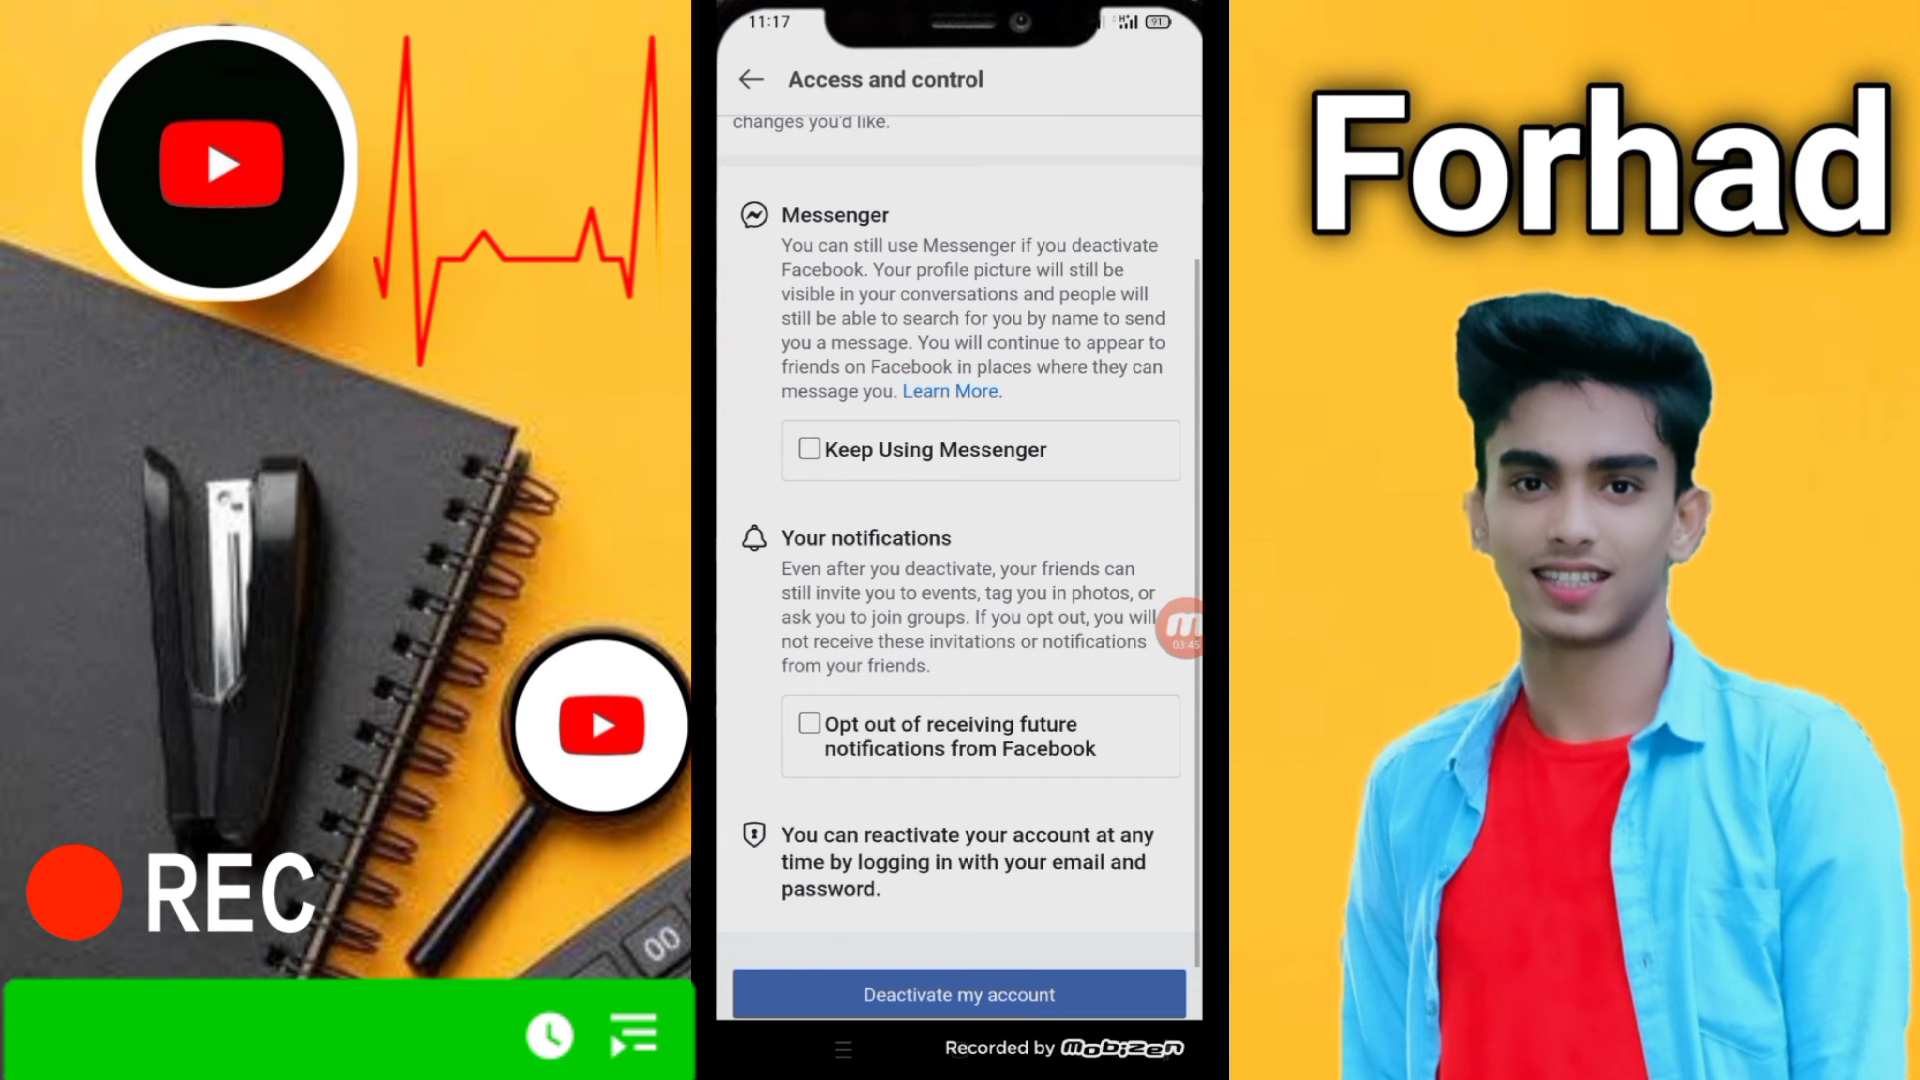 11:17
91
Access and control
changes you'd like.
Messenger
You can still use Messenger if you deactivate
Facebook. Your profile picture will still be
visible in your conversations and people will
still be able to search for you by name to send
you a message. You will continue to appear to
friends on Facebook in places where they can
message you. Learn More.
Keep Using Messenger
Your notifications
Even after you deactivate, your friends can
still invite you to events, tag you in photos, or
ask you to join groups. If you opt out, you will
not receive these invitations or notifications
from your friends.
03:45
Opt out of receiving future
notifications from Facebook
You can reactivate your account at any
time by logging in with your email and
password.
Deactivate my account
Recorded by mobizen
REC
00
Forhad